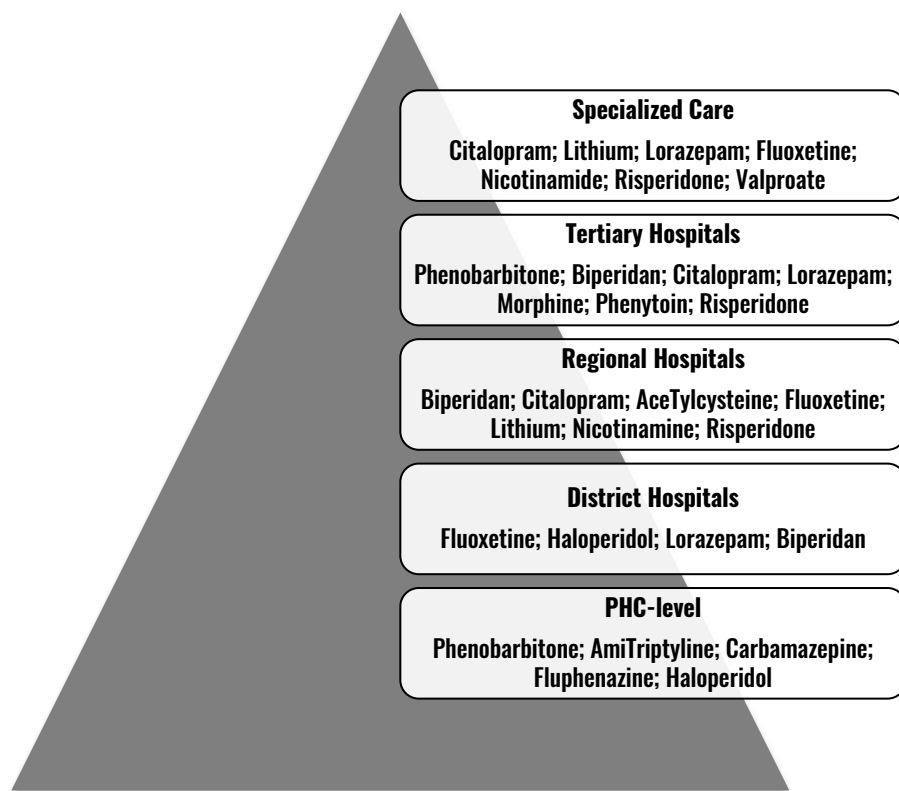 Specialized Care
Citalopram; Lithium; Lorazepam; Fluoxetine;
Nicotinamide; Risperidone; Valproate
Tertiary Hospitals
Phenobarbitone; Biperidan; Citalopram; Lorazepam;
Morphine; Phenytoin; Risperidone
Regional Hospitals
Biperidan; Citalopram; AceTylcysteine; Fluoxetine;
Lithium; Nicotinamine; Risperidone
District Hospitals
Fluoxetine; Haloperidol; Lorazepam; Biperidan
PHC-level
Phenobarbitone; AmiTriptyline; Carbamazepine;
Fluphenazine; Haloperidol